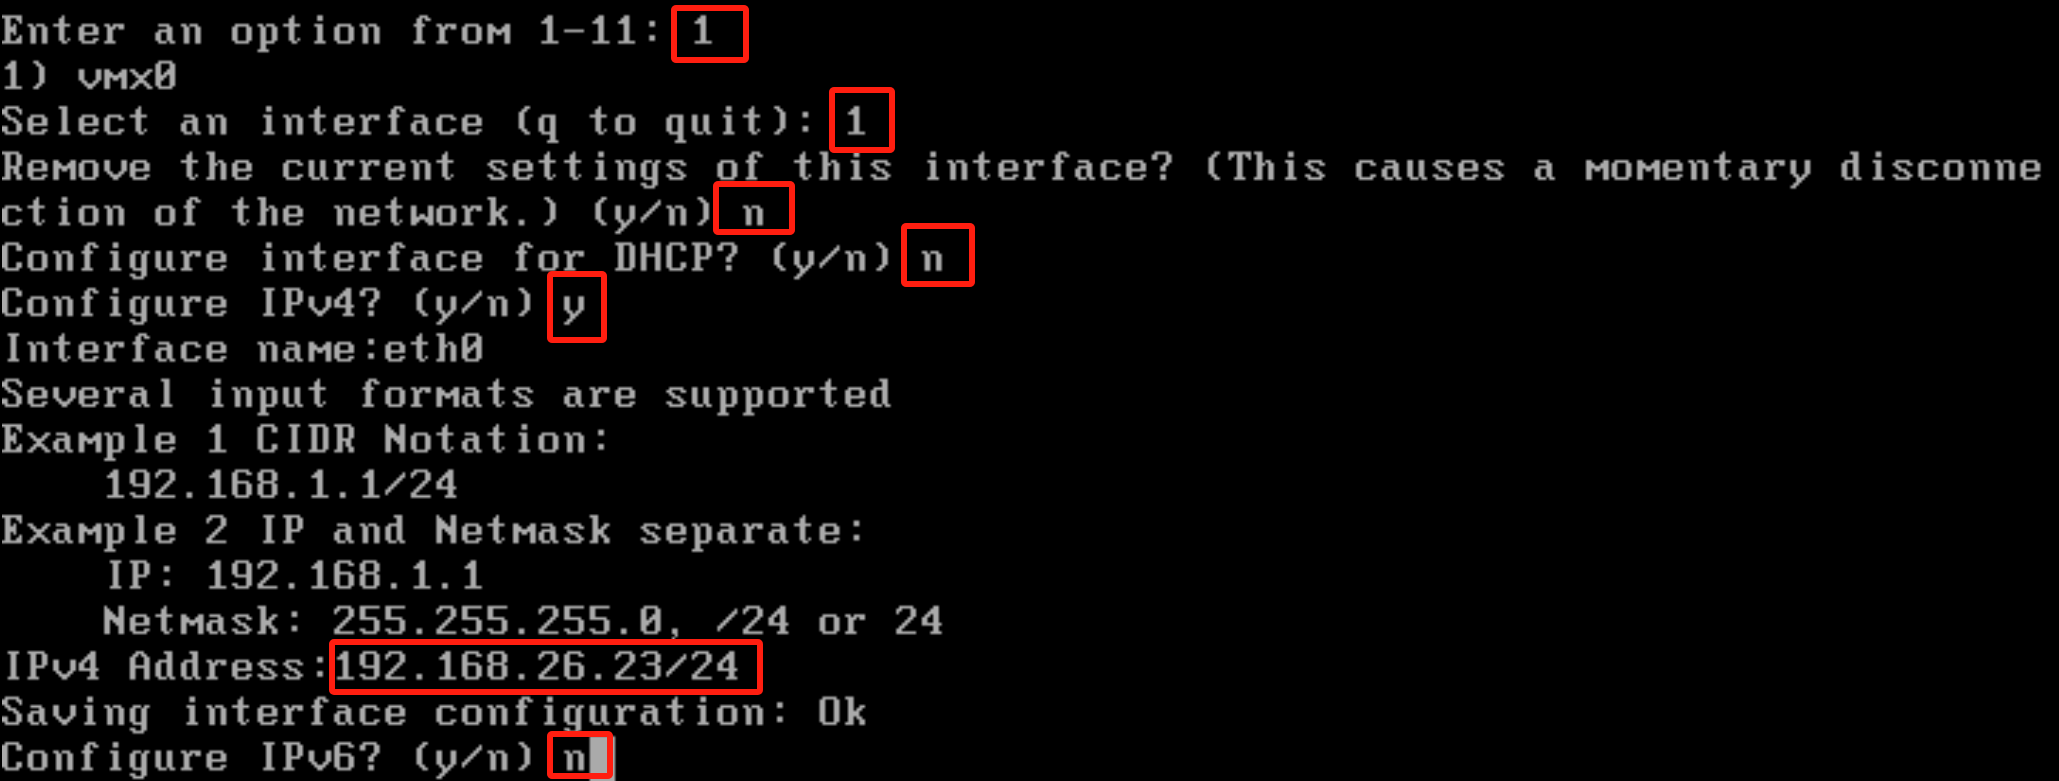 Enter an option from 1-11: 1
1) vmx0
Select an interface (q to quit): 1
Remove the current settings of this interface? (This causes a momentary disconne
ction of the network.) (y/n) n
Configure interface for DHCP? (y/n) n
Configure IPv4? (y/n) y
Interface name:eth0
Several input formats are supported
Example 1 CIDR Notation:
    192.168.1.1/24
Example 2 IP and Netmask separate:
    IP: 192.168.1.1
    Netmask: 255.255.255.0, /24 or 24
IPv4 Address:192.168.26.23/24
Saving interface configuration: Ok
Configure IPv6? (y/n) n